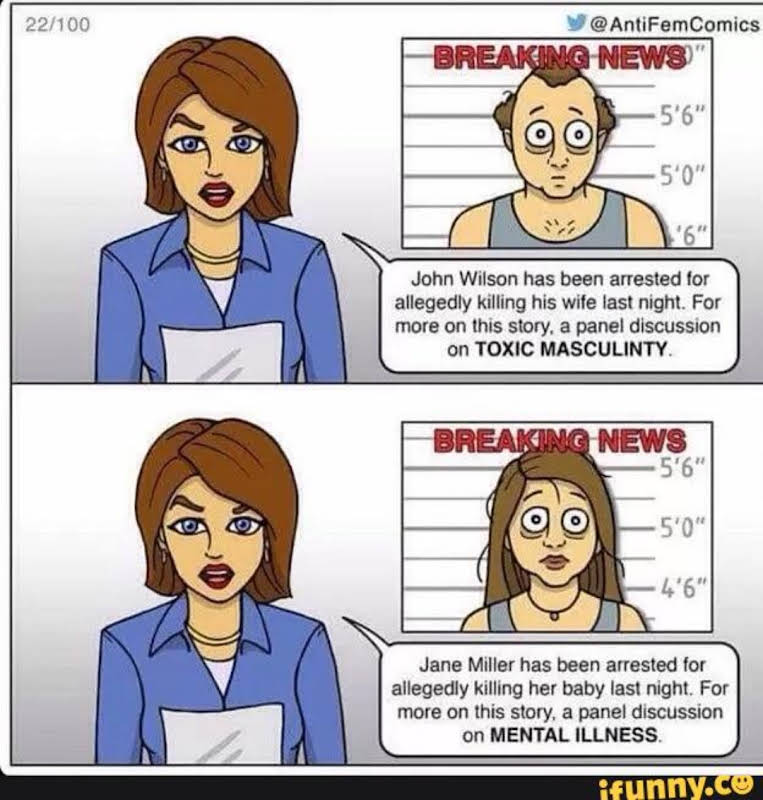 22/100
@AntiFemComics
BREAKING NEWS"
5'6"
5'0"
'6"
John Wilson has been arrested for
allegedly killing his wife last night. For
more on this story, a panel discussion
on TOXIC MASCULINTY.
BREAKING NEWS
5'6"
5'0"
4'6"
Jane Miller has been arrested for
allegedly killing her baby last night. For
more on this story, a panel discussion
on MENTAL ILLNESS.
ifunny.co